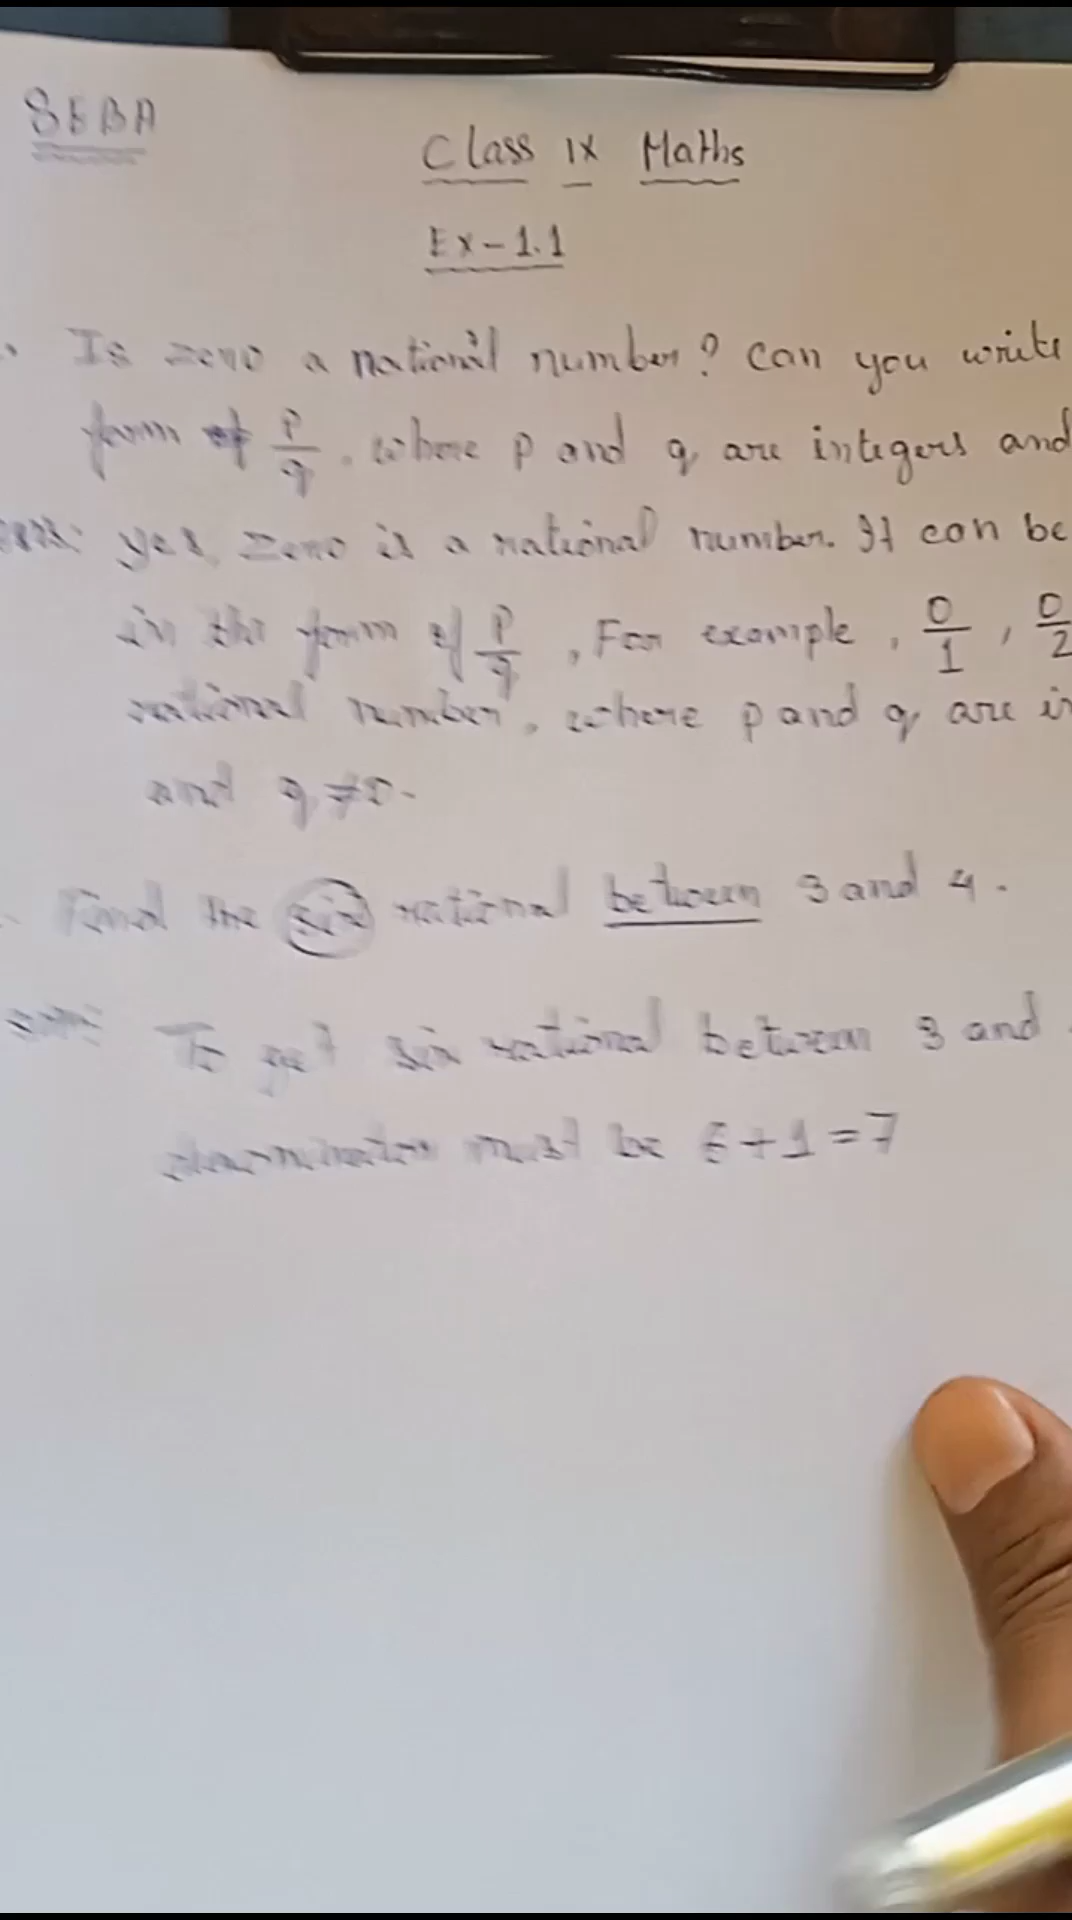 SEBA
Class IX Maths
Ex-1.1
Is zero a rational number? Can you write
form of p/q, where p and q are integers and
yes, zero is a rational number. It can be
in the form of p/q, For example, 0/1, 0/2
rational number, where p and q are in
and q≠0.
Find the six rational between 3 and 4.
To get six rational between 3 and
denominator must be 6+1=7